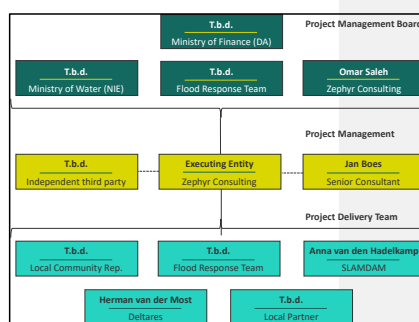 T.b.d.
Ministry of Finance (DA)
Project Management Board
T.b.d.
Ministry of Water (NIE)
T.b.d.
Flood Response Team
Omar Saleh
Zephyr Consulting
Project Management
T.b.d.
Independent third party
Executing Entity
Zephyr Consulting
Jan Boes
Senior Consultant
Project Delivery Team
T.b.d.
Local Community Rep.
T.b.d.
Flood Response Team
Anna van den Hadelkamp
SLAMDAM
Herman van der Most
Deltares
T.b.d.
Local Partner